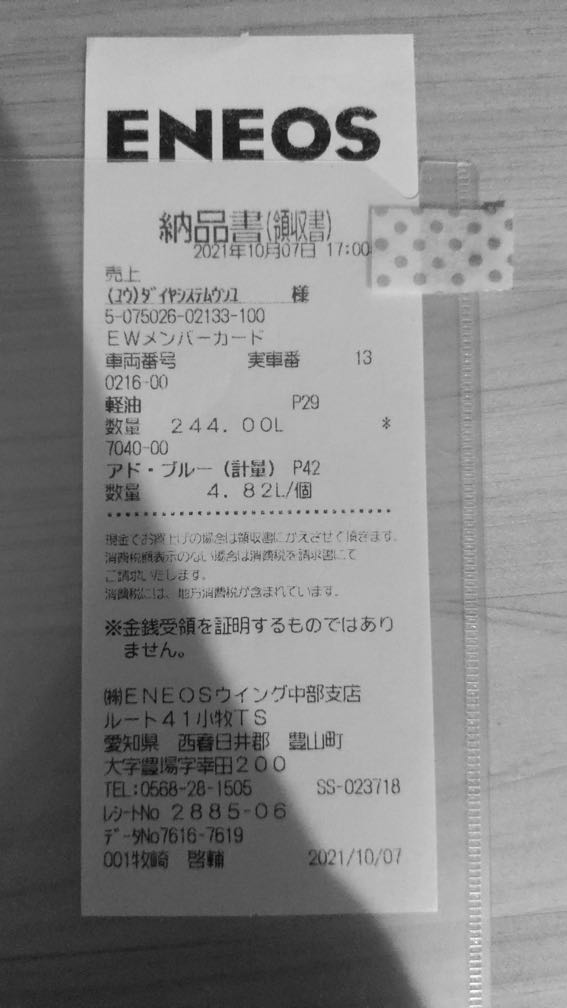 ENEOS
納品書(領収書)
2021年10月07日 17:00
売上
(ユウ)ダイヤシステムウンユ 様
5-075026-02133-100
EWメンバーカード
車両番号 実車番 13
0216-00
軽油 P29
数量 244.00L *
7040-00
アド・ブルー(計量) P42
数量 4.82L/個
現金でお買上げの場合は領収書にかえさせて頂きます。
消費税額表示のない場合は消費税を請求書にて
ご請求いたします。
消費税には、地方消費税が含まれています。
※金銭受領を証明するものではあり
ません。
㈱ENEOSウイング中部支店
ルート41小牧TS
愛知県 西春日井郡 豊山町
大字豊場字幸田200
TEL:0568-28-1505 SS-023718
レシートNo 2885-06
データNo7616-7619
001牧崎 啓輔 2021/10/07